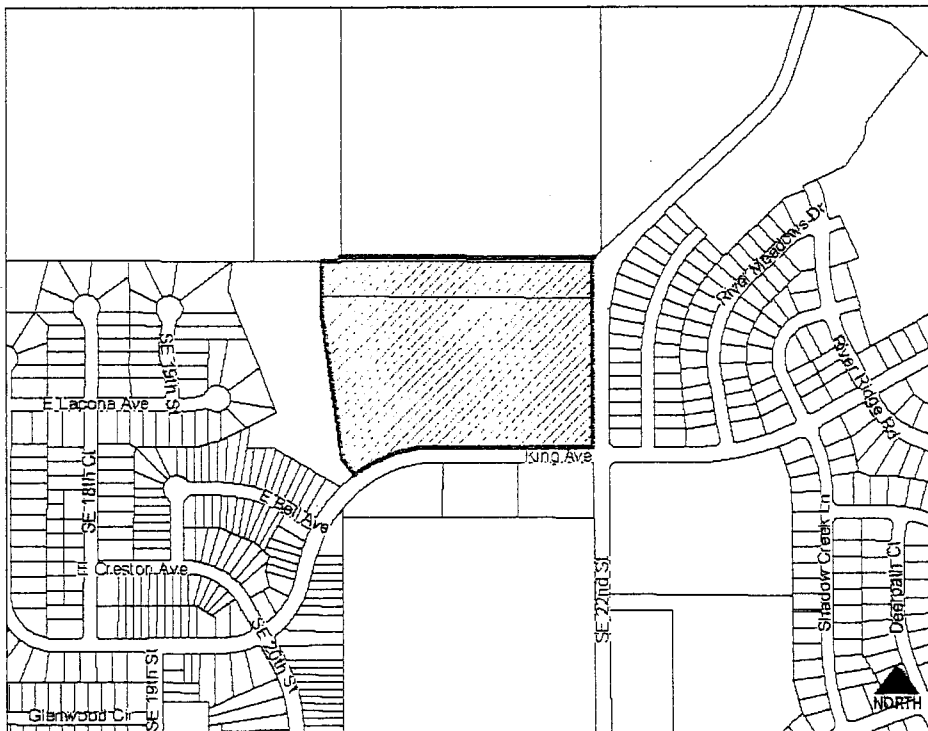 River Meadows Dr
SE 19th St
River Ridge Rd
E Lacona Ave
King Ave
SE 18th Ct
E Bell Ave
E Creston Ave
SE 22nd St
Shadow Creek Ln
Deerpath Ct
SE 20th St
SE 19th St
Glenwood Cir
NORTH